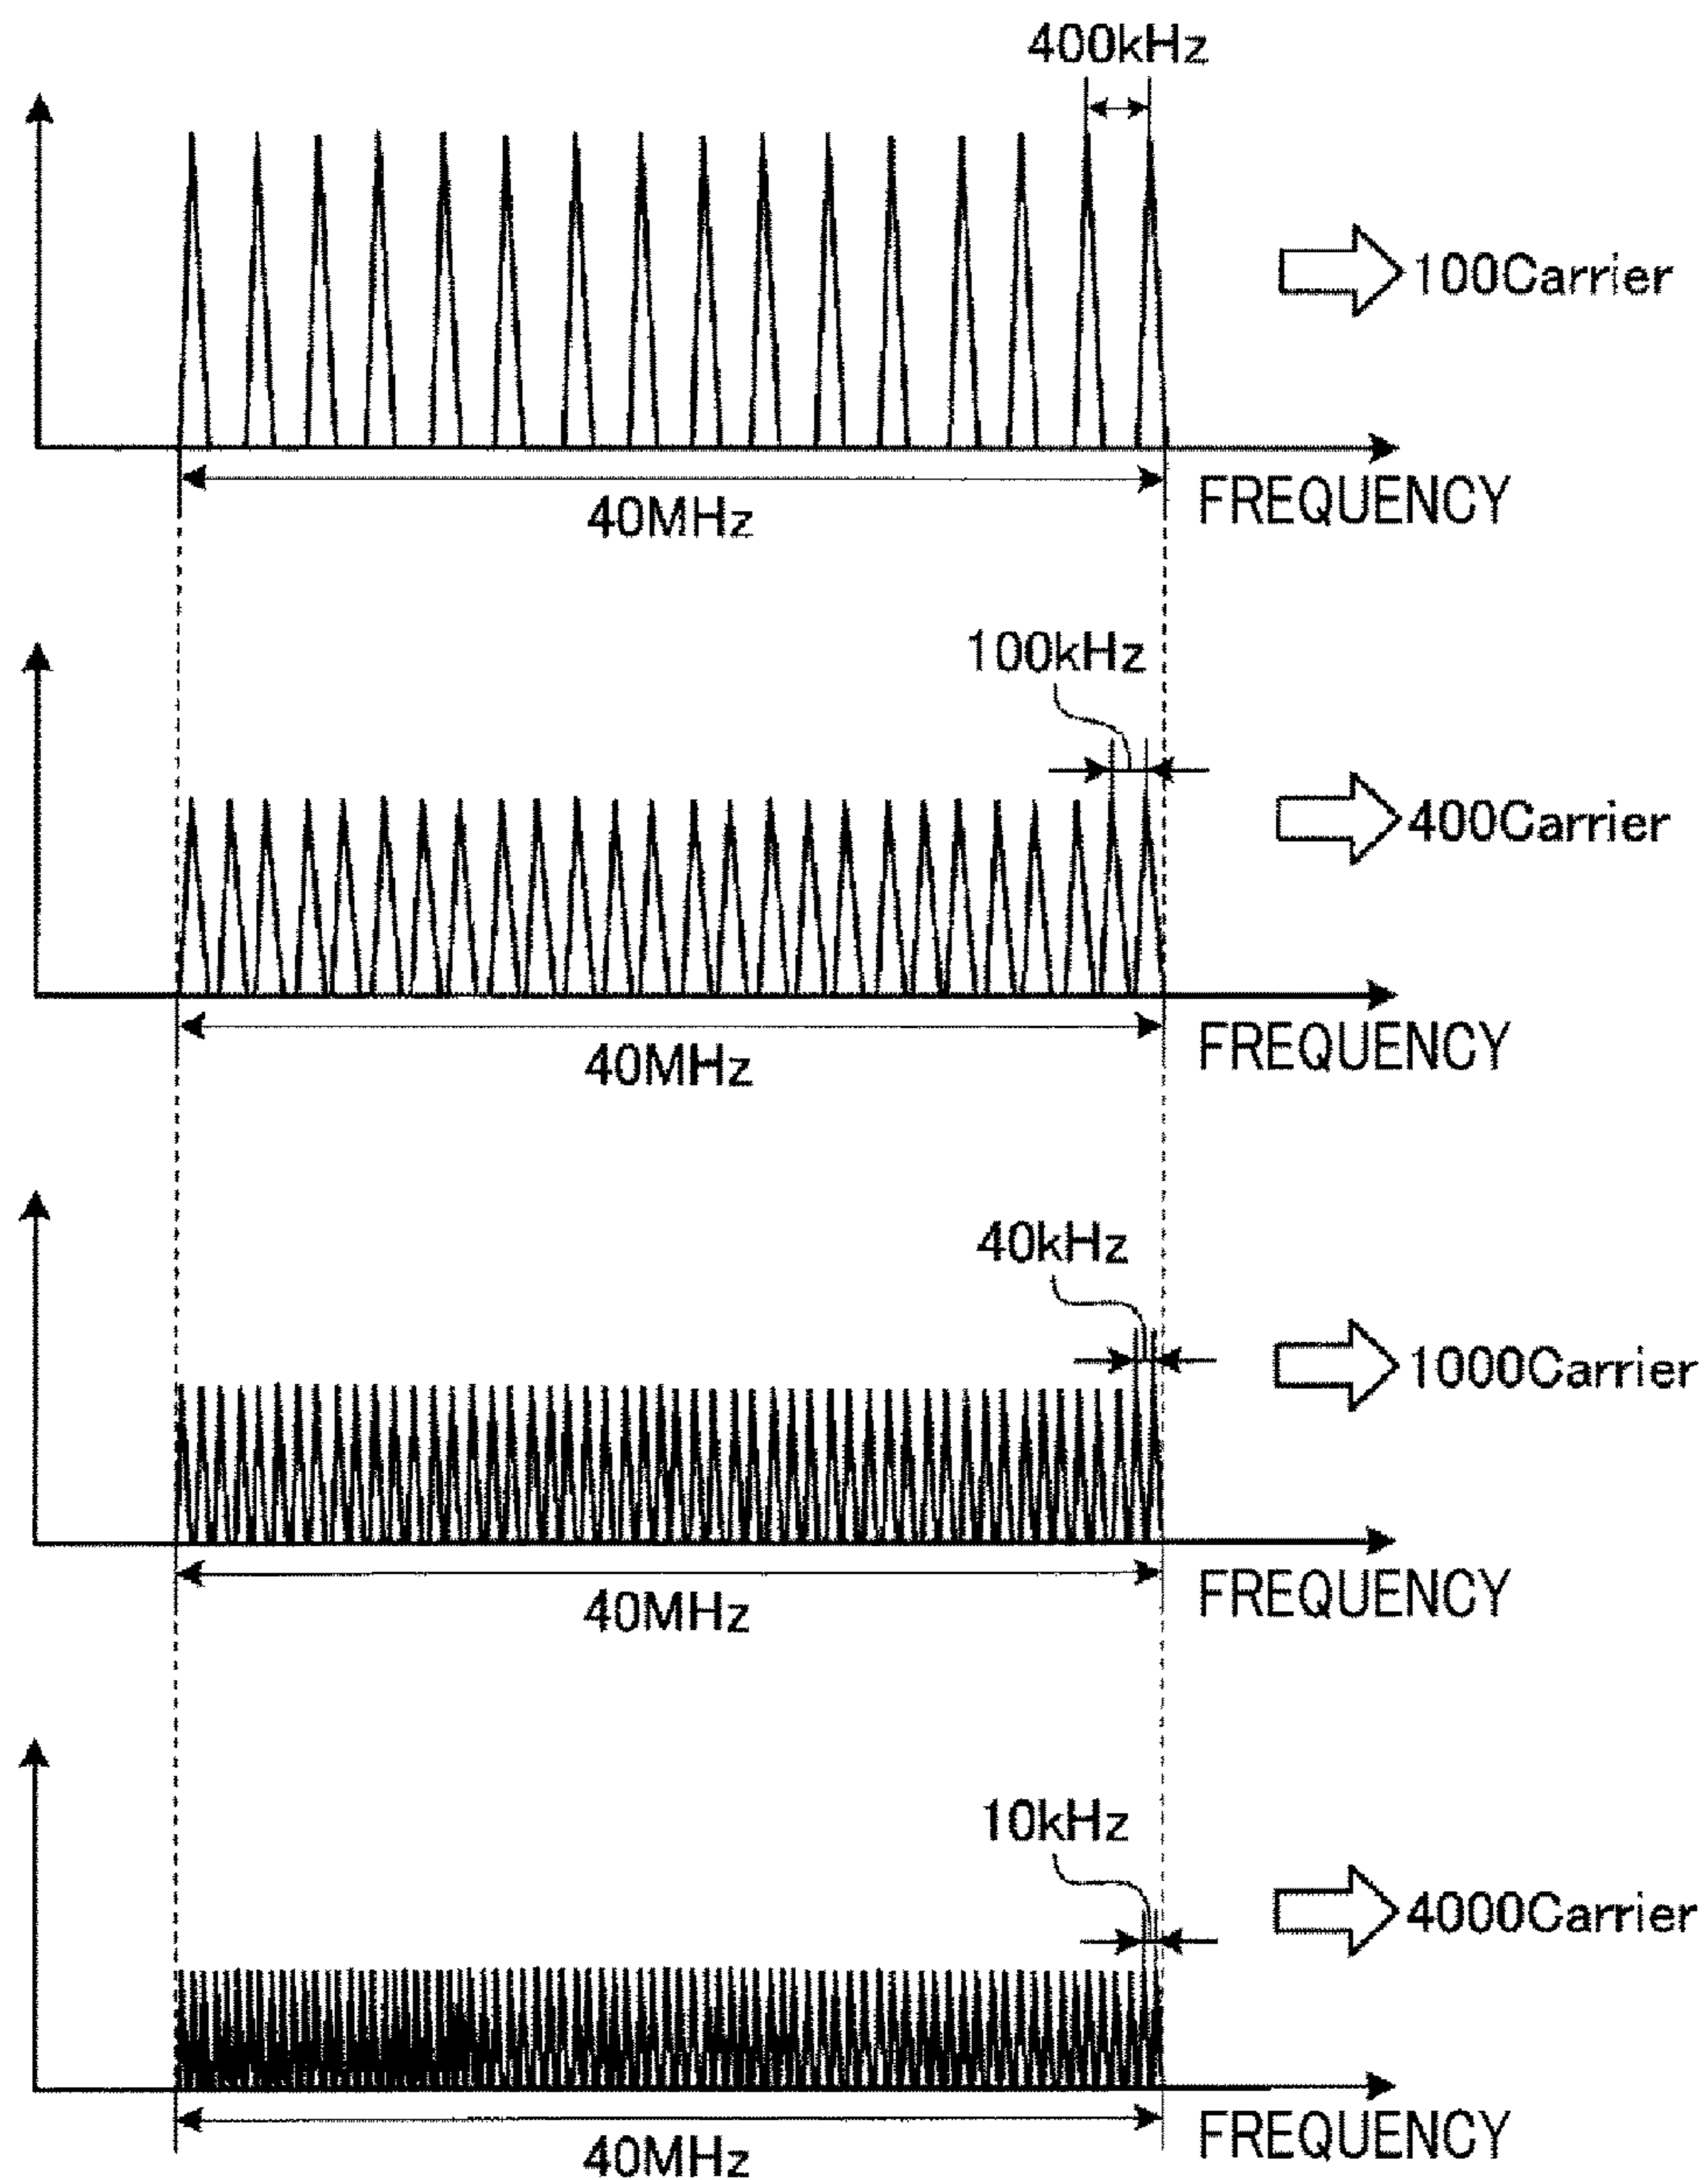 400kHz
100Carrier
40MHz
FREQUENCY
100kHz
400Carrier
40MHz
FREQUENCY
40kHz
1000Carrier
40MHz
FREQUENCY
10kHz
4000Carrier
40MHz
FREQUENCY